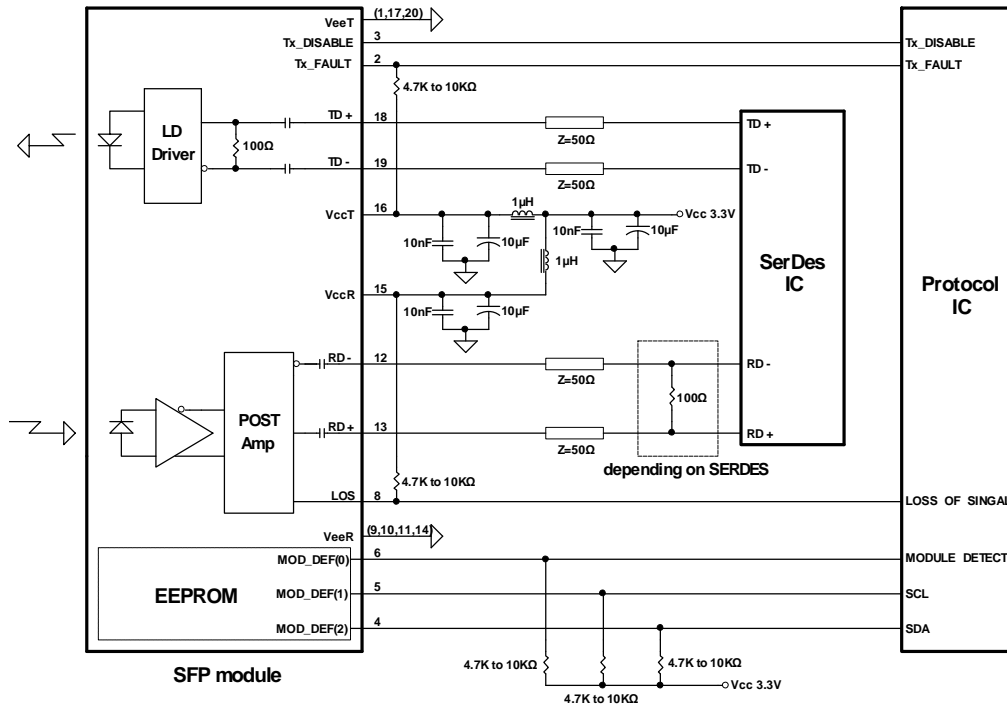 VeeT (1,17,20)
Tx_DISABLE 3 Tx_DISABLE
Tx_FAULT 2 Tx_FAULT
4.7K to 10KΩ
LD
Driver
100Ω
TD+ 18 Z=50Ω TD+
TD- 19 Z=50Ω TD-
VccT 16 1µH Vcc 3.3V
10nF 10µF 10nF 10µF
1µH
VccR 15
10nF 10µF
SerDes
IC
Protocol
IC
RD- 12 Z=50Ω RD-
100Ω
POST
Amp
RD+ 13 Z=50Ω RD+
depending on SERDES
4.7K to 10KΩ
LOS 8 LOSS OF SINGAL
VeeR (9,10,11,14)
EEPROM
MOD_DEF(0) 6 MODULE DETECT
MOD_DEF(1) 5 SCL
MOD_DEF(2) 4 SDA
4.7K to 10KΩ 4.7K to 10KΩ
4.7K to 10KΩ
Vcc 3.3V
SFP module